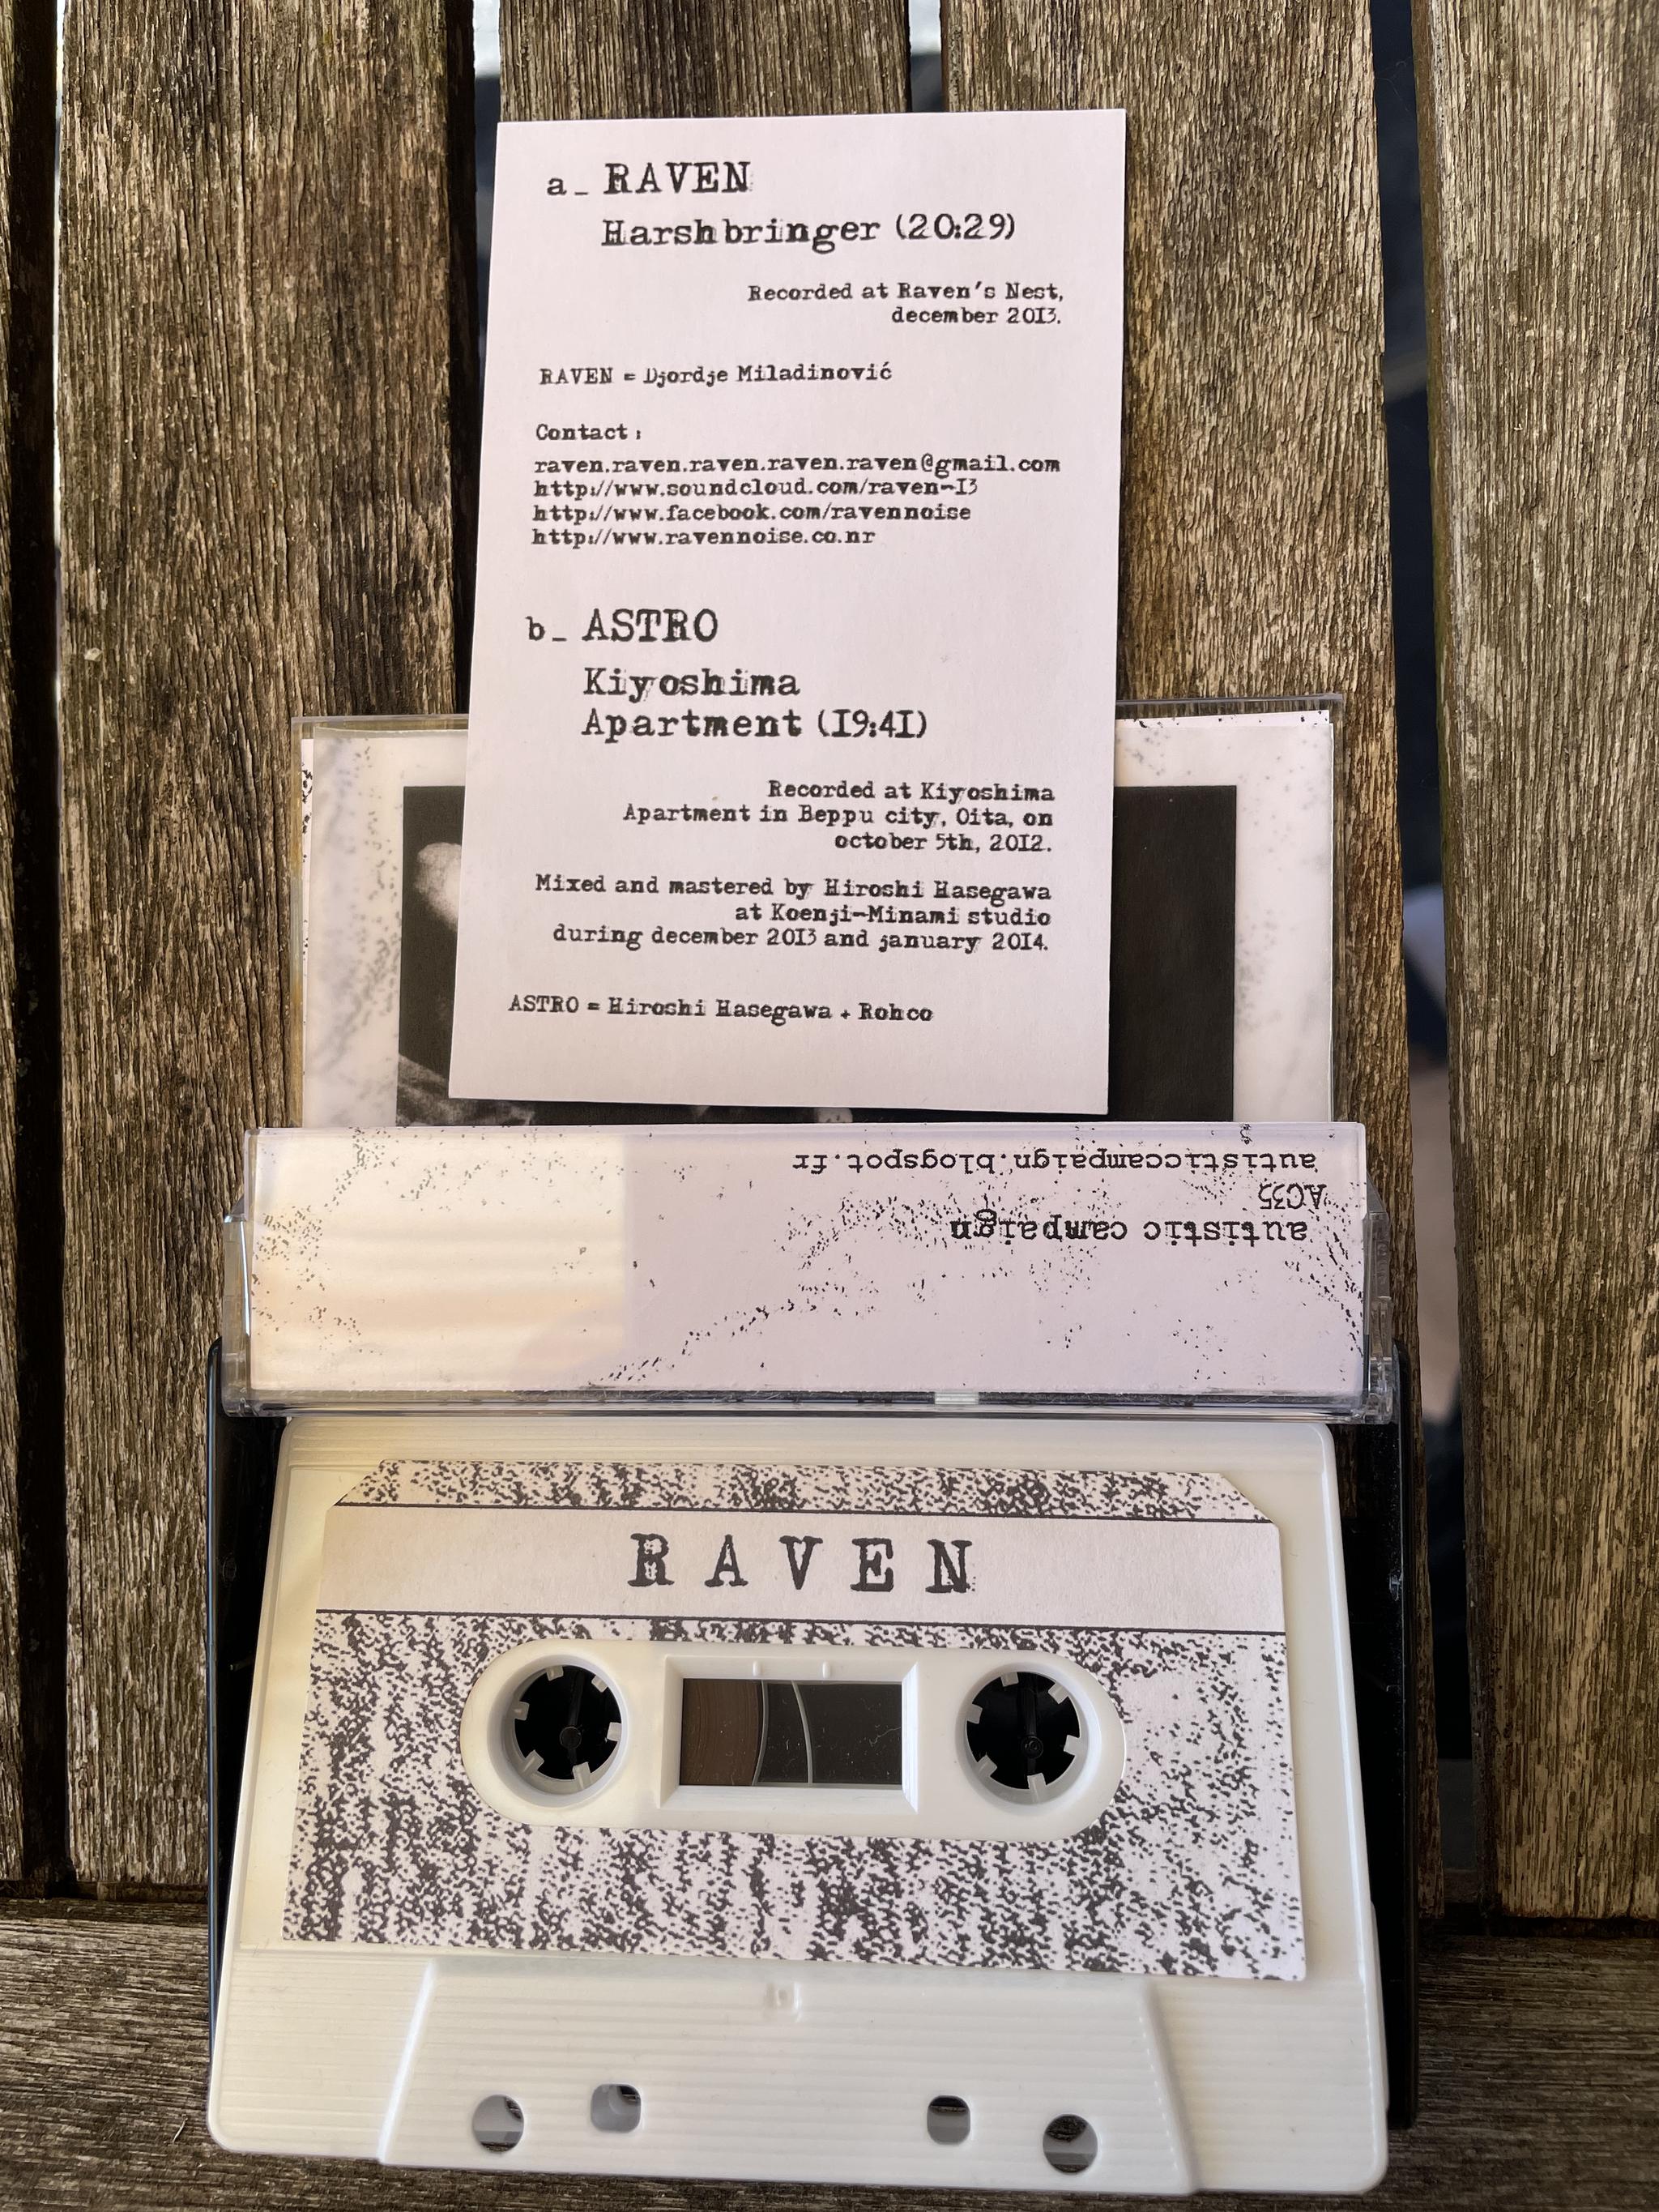 a_ RAVEN
Harshbringer (20:29)
Recorded at Raven's Nest,
december 2013.
RAVEN = Djordje Miladinović
Contact :
raven.raven.raven.raven.raven@gmail.com
http://www.soundcloud.com/raven-13
http://www.facebook.com/ravennoise
http://www.ravennoise.co.nr
b_ ASTRO
Kiyoshima
Apartment (19:41)
Recorded at Kiyoshima
Apartment in Beppu city, Oita, on
october 5th, 2012.
Mixed and mastered by Hiroshi Hasegawa
at Koenji-Minami studio
during december 2013 and january 2014.
ASTRO = Hiroshi Hasegawa + Rohco
autistic campaign
AC35
autisticcampaign.blogspot.fr
RAVEN